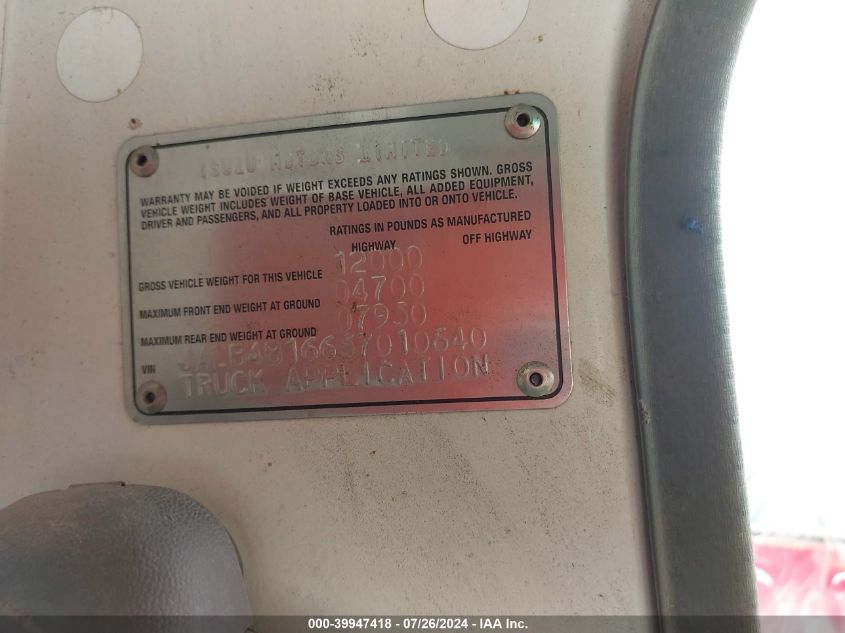 ISUZU MOTORS LIMITED
WARRANTY MAY BE VOIDED IF WEIGHT EXCEEDS ANY RATINGS SHOWN. GROSS
VEHICLE WEIGHT INCLUDES WEIGHT OF BASE VEHICLE, ALL ADDED EQUIPMENT,
DRIVER AND PASSENGERS, AND ALL PROPERTY LOADED INTO OR ONTO VEHICLE.
RATINGS IN POUNDS AS MANUFACTURED
HIGHWAY OFF HIGHWAY
GROSS VEHICLE WEIGHT FOR THIS VEHICLE 12000
MAXIMUM FRONT END WEIGHT AT GROUND 04700
MAXIMUM REAR END WEIGHT AT GROUND 07950
VIN JALB4B16657010640
TRUCK APPLICATION
000-39947418 - 07/26/2024 - IAA Inc.